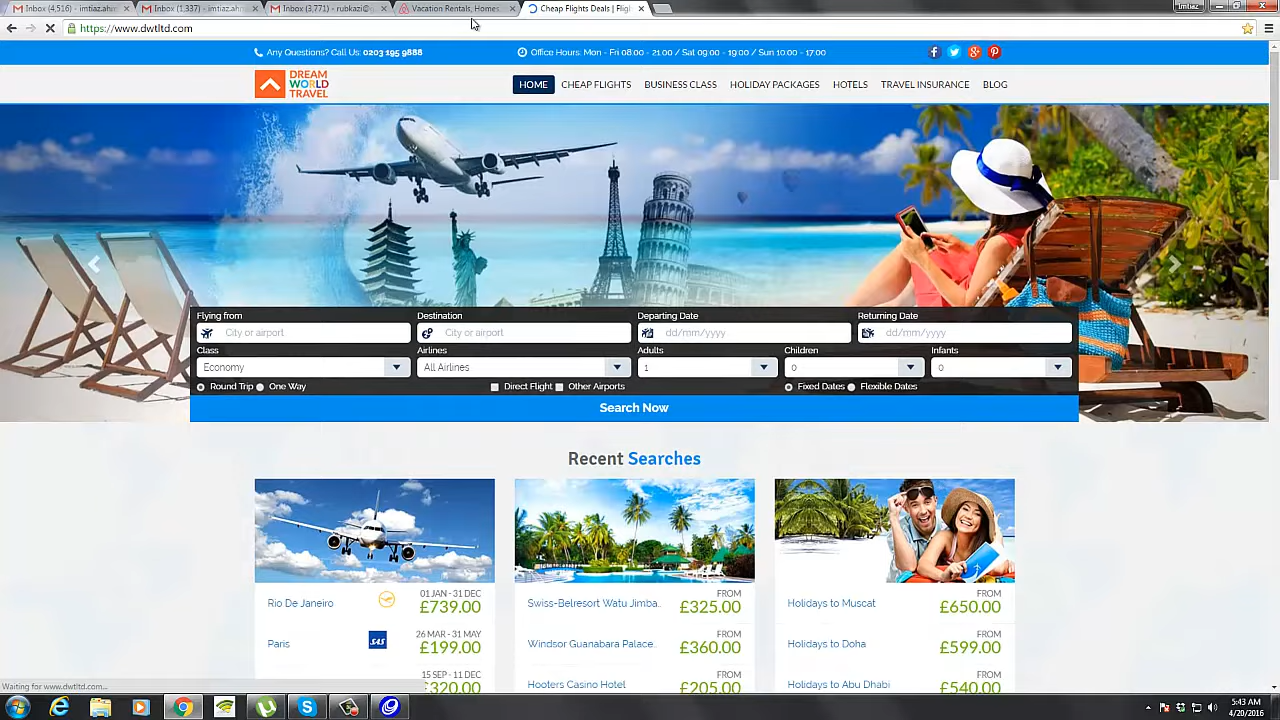 Inbox (4,516) - imtiaz.ahm
Inbox (1,337) - imtiaz.ahm
Inbox (3,771) - rubkazi@
Vacation Rentals, Homes
Cheap Flights Deals | Fligh
imtiaz
https://www.dwtltd.com
Any Questions? Call Us: 0203 195 9888
Office Hours: Mon - Fri 08.00 - 21.00 / Sat 09.00 - 19.00 / Sun 10.00 - 17.00
DREAM
WORLD
TRAVEL
HOME
CHEAP FLIGHTS
BUSINESS CLASS
HOLIDAY PACKAGES
HOTELS
TRAVEL INSURANCE
BLOG
Flying from
Destination
Departing Date
Returning Date
City or airport
City or airport
dd/mm/yyyy
dd/mm/yyyy
Class
Airlines
Adults
Children
Infants
Economy
All Airlines
1
0
0
Round Trip
One Way
Direct Flight
Other Airports
Fixed Dates
Flexible Dates
Search Now
Recent Searches
Rio De Janeiro
01 JAN - 31 DEC
£739.00
Paris
SAS
26 MAR - 31 MAY
£199.00
15 SEP - 11 DEC
£320.00
Swiss-Belresort Watu Jimba..
FROM
£325.00
Windsor Guanabara Palace..
FROM
£360.00
Hooters Casino Hotel
FROM
£205.00
Holidays to Muscat
FROM
£650.00
Holidays to Doha
FROM
£599.00
Holidays to Abu Dhabi
FROM
£540.00
Waiting for www.dwtltd.com...
5:43 AM
4/20/2016